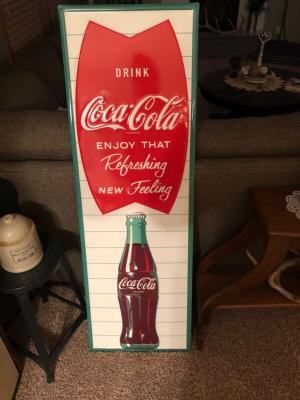 DRINK
Coca-Cola
ENJOY THAT
Refreshing
NEW Feeling
Coca-Cola